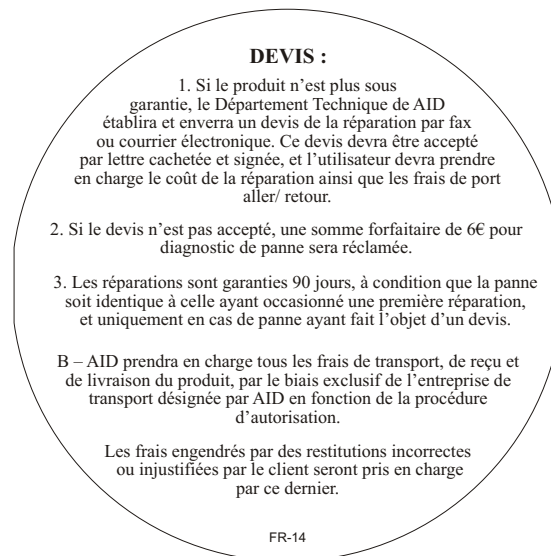 DEVIS :
1. Si le produit n’est plus sous
garantie, le Département Technique de AID
établira et enverra un devis de la réparation par fax
ou courrier électronique. Ce devis devra être accepté
par lettre cachetée et signée, et l’utilisateur devra prendre
en charge le coût de la réparation ainsi que les frais de port
aller/ retour.
2. Si le devis n’est pas accepté, une somme forfaitaire de 6€ pour
diagnostic de panne sera réclamée.
3. Les réparations sont garanties 90 jours, à condition que la panne
soit identique à celle ayant occasionné une première réparation,
et uniquement en cas de panne ayant fait l’objet d’un devis.
B – AID prendra en charge tous les frais de transport, de reçu et
de livraison du produit, par le biais exclusif de l’entreprise de
transport désignée par AID en fonction de la procédure
d’autorisation.
Les frais engendrés par des restitutions incorrectes
ou injustifiées par le client seront pris en charge
par ce dernier.
FR-14